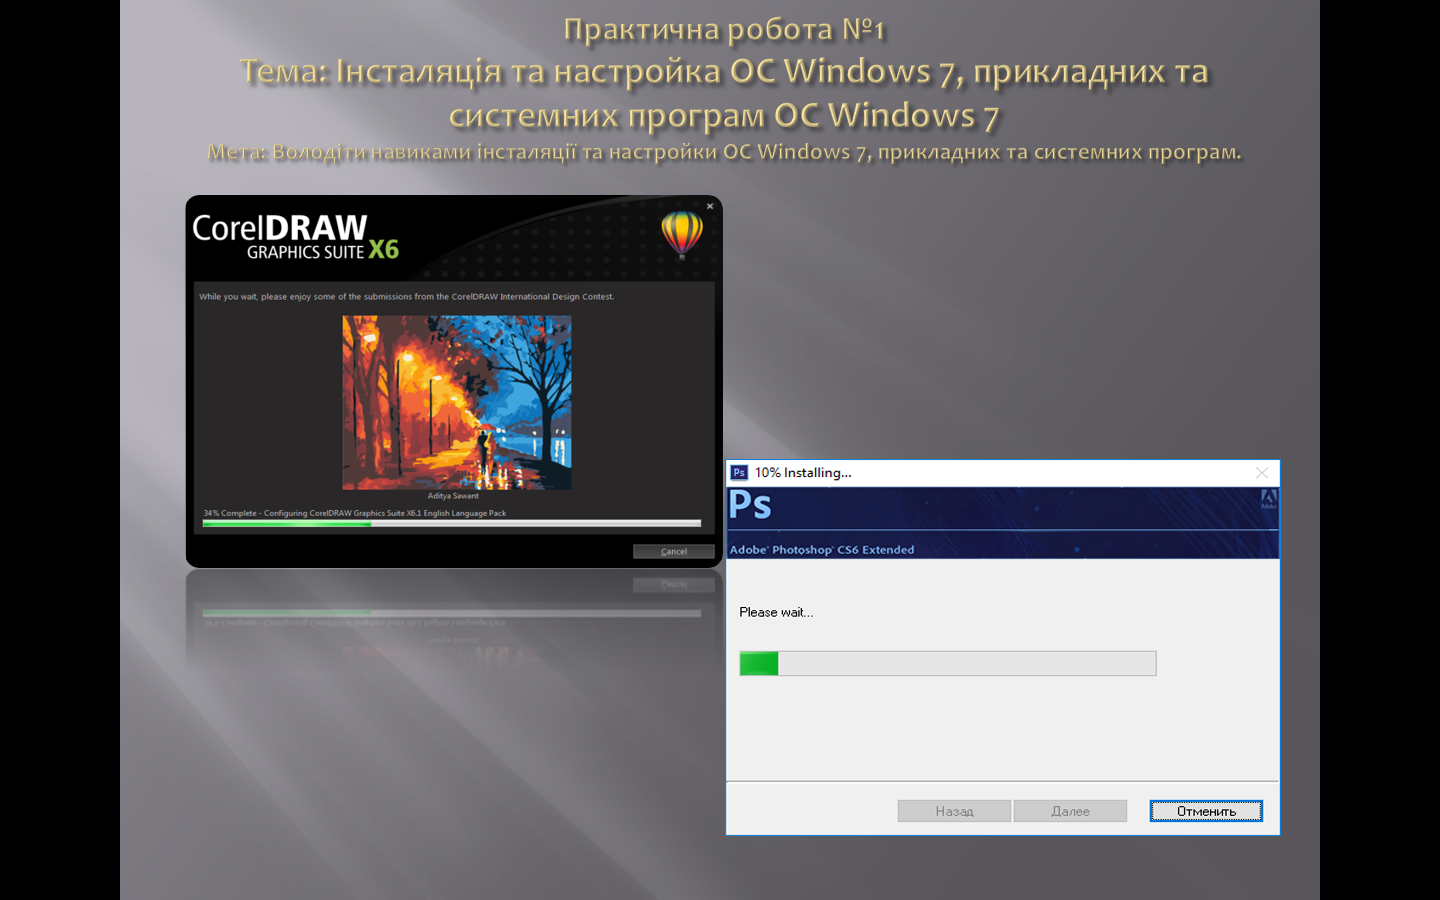 Практична робота №1
Тема: Інсталяція та настройка ОС Windows 7, прикладних та
системних програм ОС Windows 7
Мета: Володіти навиками інсталяції та настройки ОС Windows 7, прикладних та системних програм.
CorelDRAW
GRAPHICS SUITE X6
While you wait, please enjoy some of the submissions from the CorelDRAW International Design Contest.
Aditya Sawant
34% Complete - Configuring CorelDRAW Graphics Suite X6.1 English Language Pack
Cancel
Ps 10% Installing...
Ps
Adobe
Adobe® Photoshop® CS6 Extended
Please wait...
Назад Далее Отменить